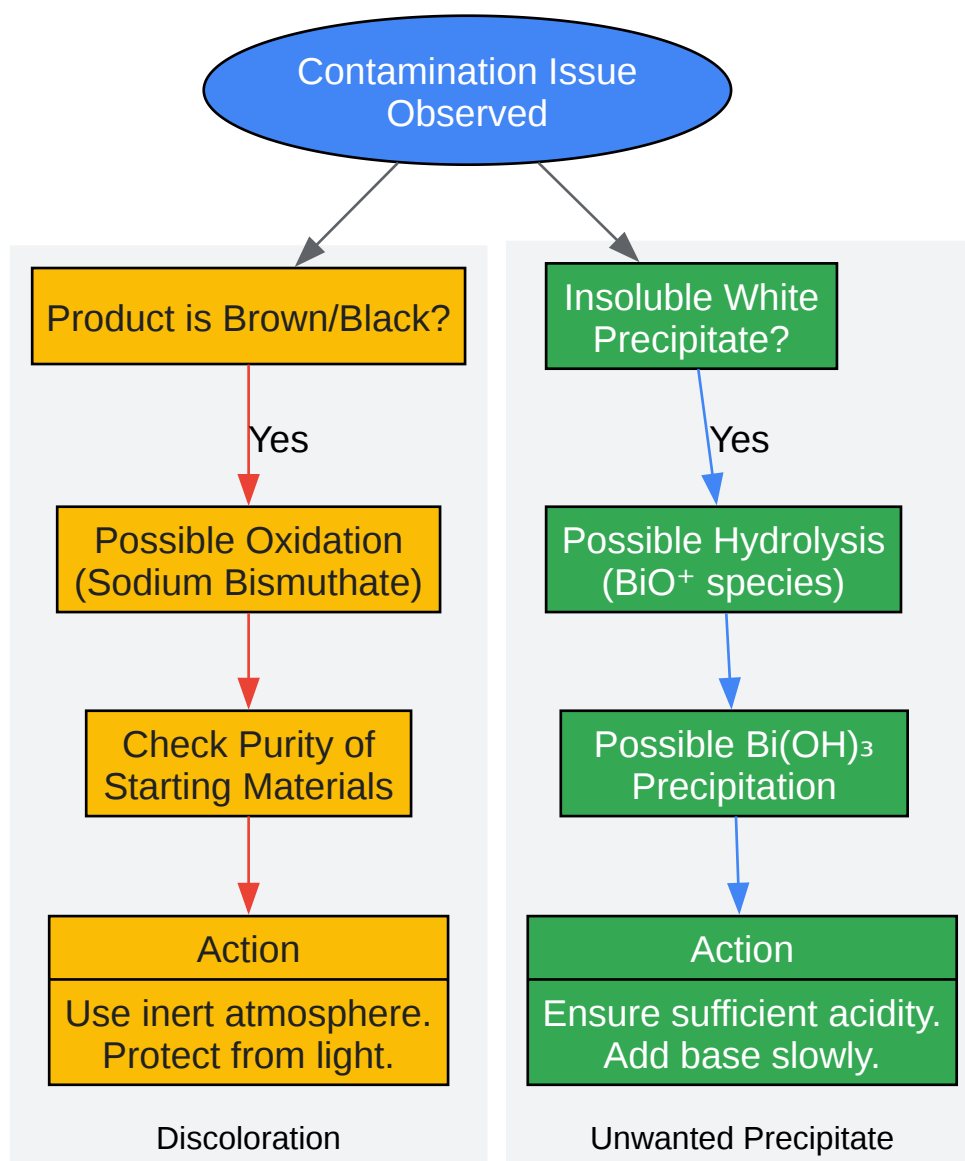 Contamination Issue
Observed
Product is Brown/Black?
Yes
Possible Oxidation
(Sodium Bismuthate)
Check Purity of
Starting Materials
Action
Use inert atmosphere.
Protect from light.
Discoloration
Insoluble White
Precipitate?
Yes
Possible Hydrolysis
(BiO⁺ species)
Possible Bi(OH)₃
Precipitation
Action
Ensure sufficient acidity.
Add base slowly.
Unwanted Precipitate